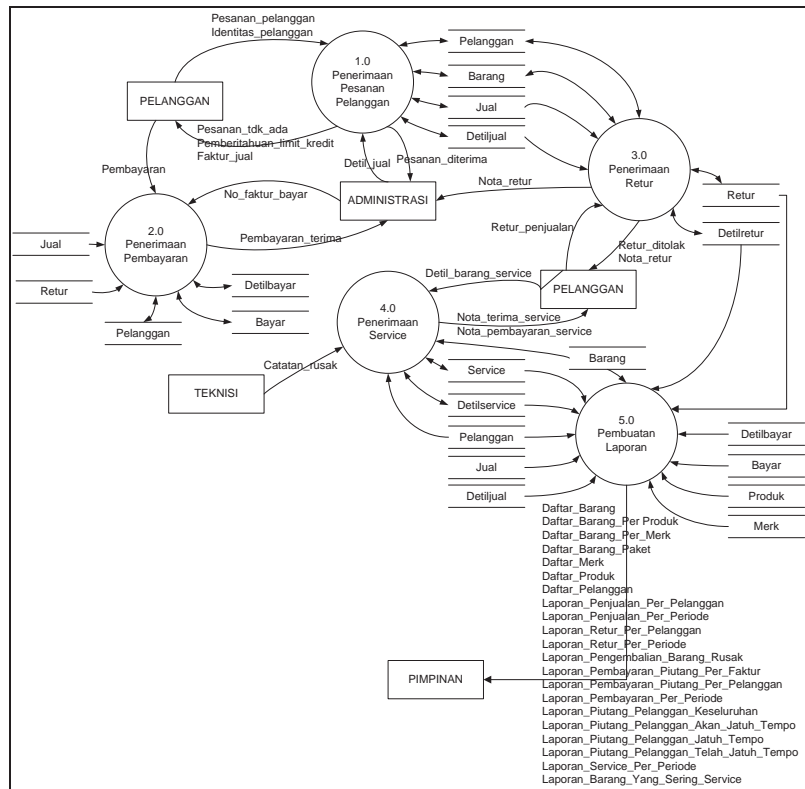 Pesanan_pelanggan
Identitas_pelanggan
1.0
Penerimaan
Pesanan
Pelanggan
Pelanggan
Barang
Jual
Detiljual
PELANGGAN
Pesanan_tdk_ada
Pemberitahuan_limit_kredit
Faktur_jual
Detil_jual
Pesanan_diterima
3.0
Penerimaan
Retur
Pembayaran
No_faktur_bayar
ADMINISTRASI
Nota_retur
Retur
Detilretur
2.0
Penerimaan
Pembayaran
Jual
Retur
Pembayaran_terima
Retur_penjualan
Retur_ditolak
Nota_retur
Detilbayar
Bayar
Pelanggan
Detil_barang_service
PELANGGAN
4.0
Penerimaan
Service
Nota_terima_service
Nota_pembayaran_service
Catatan_rusak
TEKNISI
Barang
Service
Detilservice
Pelanggan
Jual
Detiljual
5.0
Pembuatan
Laporan
Detilbayar
Bayar
Produk
Merk
Daftar_Barang
Daftar_Barang_Per Produk
Daftar_Barang_Per_Merk
Daftar_Barang_Paket
Daftar_Merk
Daftar_Produk
Daftar_Pelanggan
Laporan_Penjualan_Per_Pelanggan
Laporan_Penjualan_Per_Periode
Laporan_Retur_Per_Pelanggan
Laporan_Retur_Per_Periode
Laporan_Pengembalian_Barang_Rusak
Laporan_Pembayaran_Piutang_Per_Faktur
Laporan_Pembayaran_Piutang_Per_Pelanggan
Laporan_Pembayaran_Per_Periode
Laporan_Piutang_Pelanggan_Keseluruhan
Laporan_Piutang_Pelanggan_Akan_Jatuh_Tempo
Laporan_Piutang_Pelanggan_Jatuh_Tempo
Laporan_Piutang_Pelanggan_Telah_Jatuh_Tempo
Laporan_Service_Per_Periode
Laporan_Barang_Yang_Sering_Service
PIMPINAN